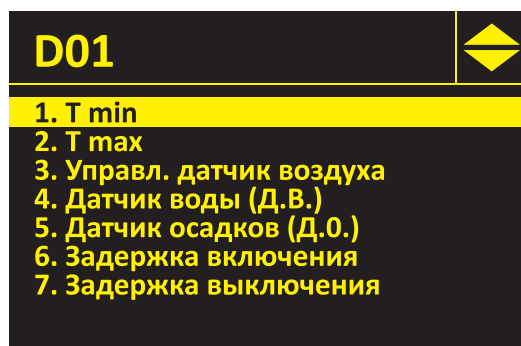 D01
1. T min
2. T max
3. Управл. датчик воздуха
4. Датчик воды (Д.В.)
5. Датчик осадков (Д.0.)
6. Задержка включения
7. Задержка выключения